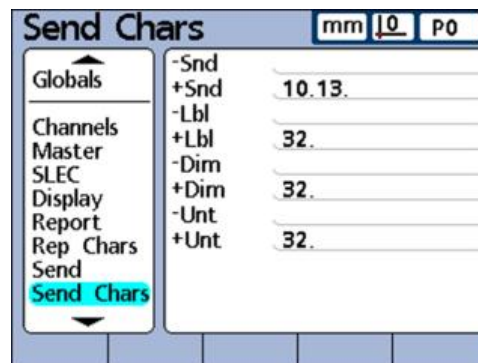 Send Chars mm 0 P0
Globals
Channels
Master
SLEC
Display
Report
Rep Chars
Send
Send Chars
-Snd
+Snd 10.13.
-Lbl
+Lbl 32.
-Dim
+Dim 32.
-Unt
+Unt 32.